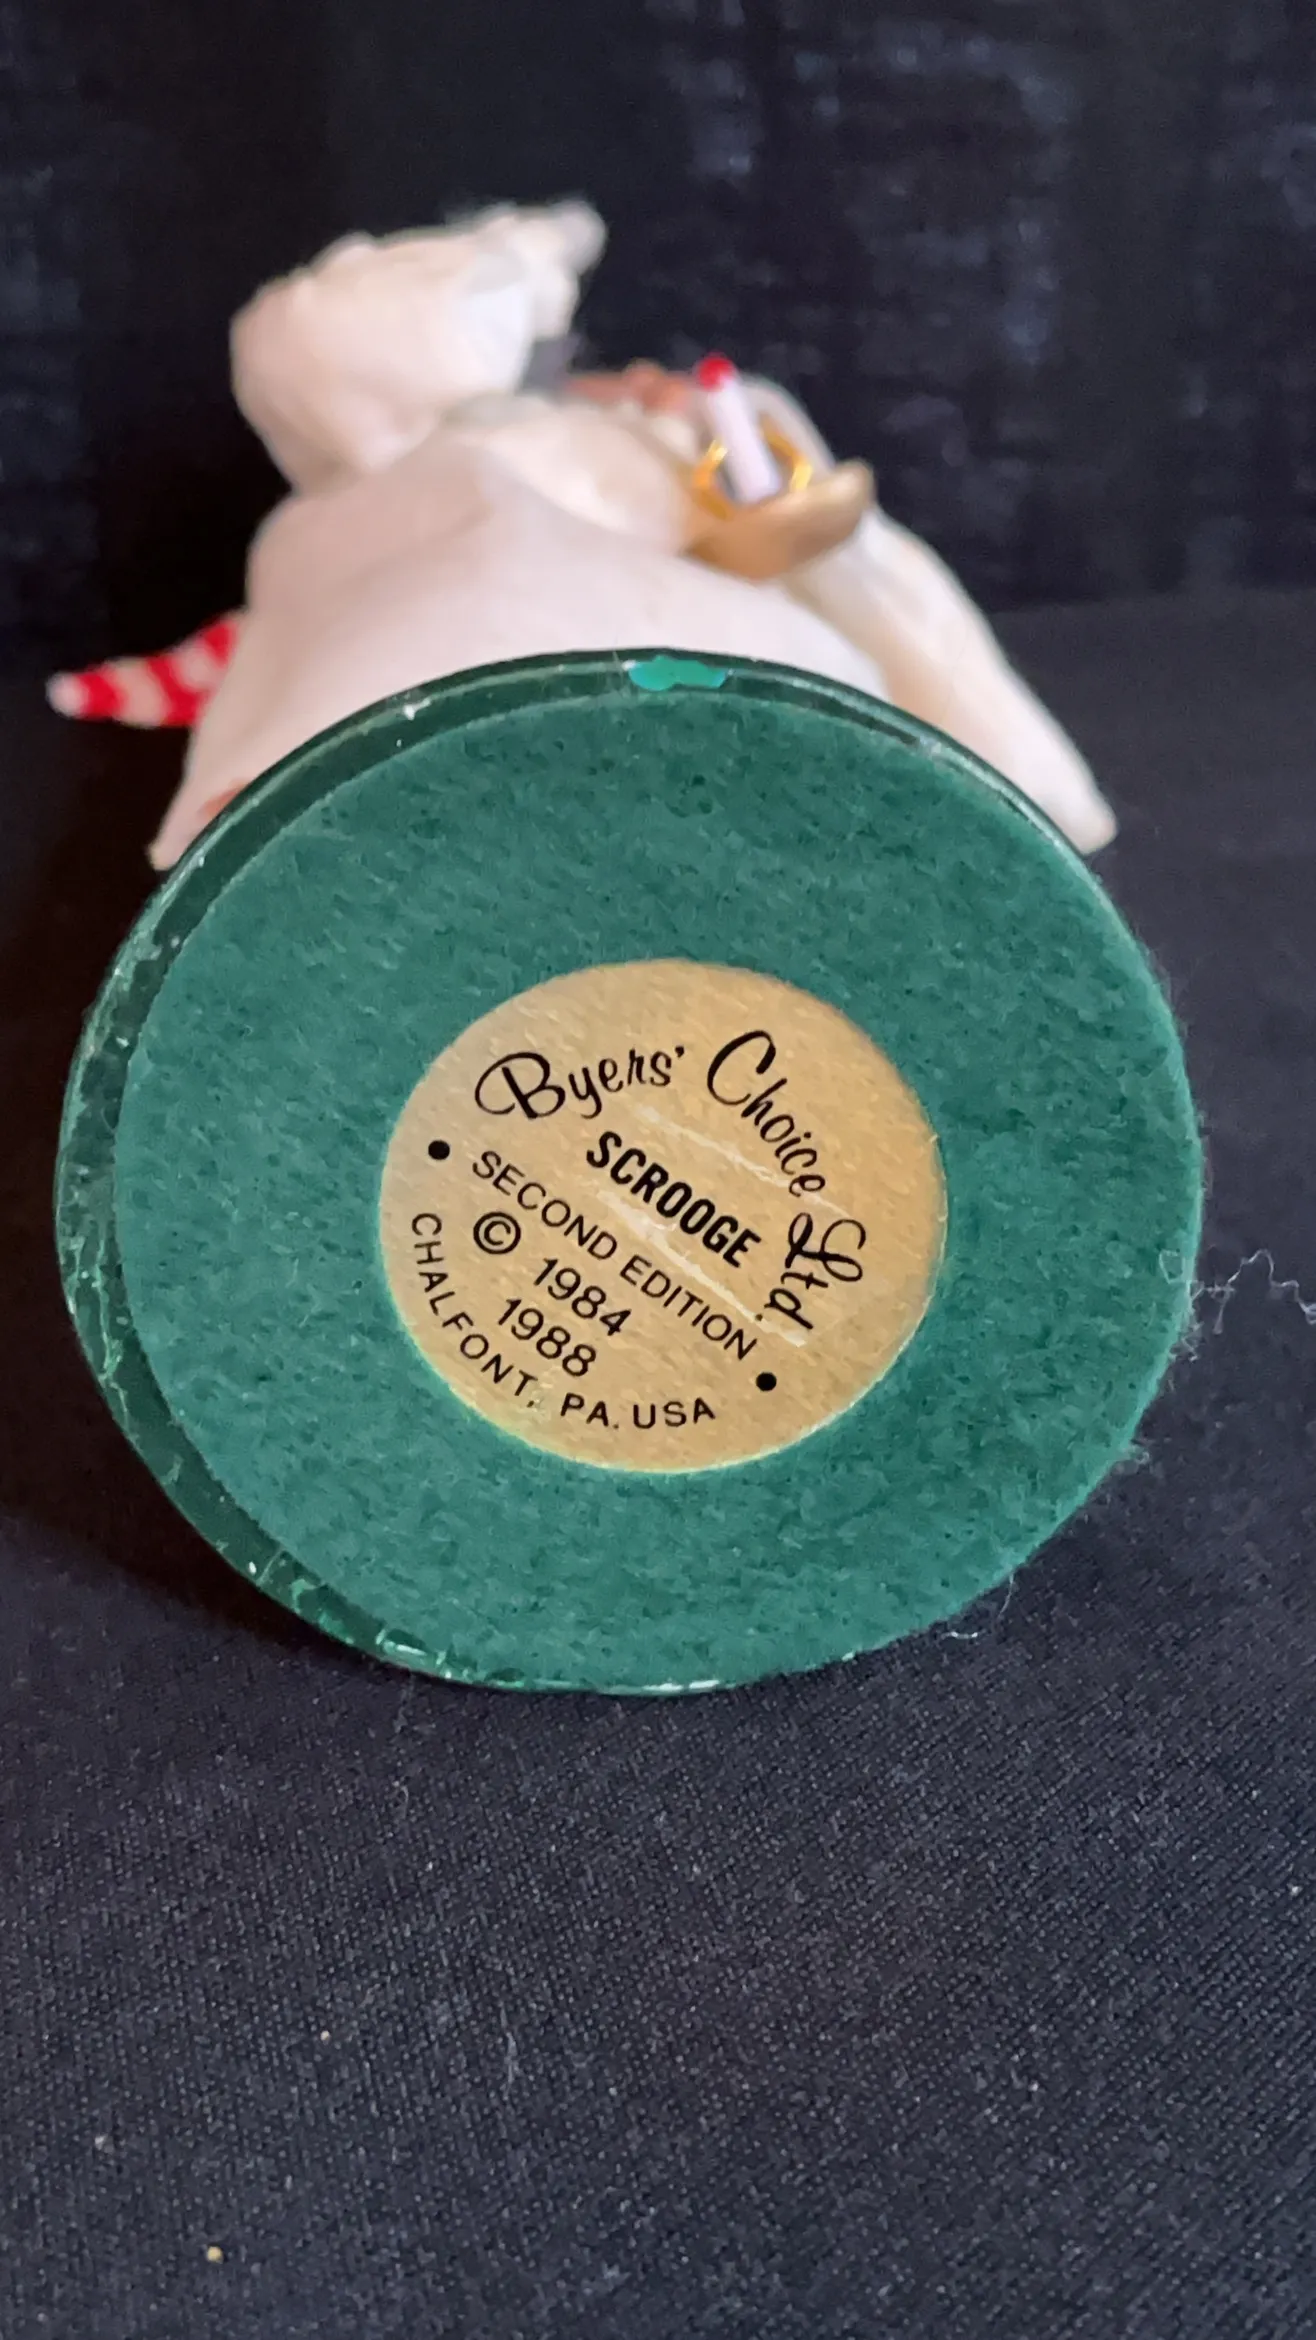 Byers' Choice Ltd.
SCROOGE
• SECOND EDITION •
© 1984
1988
CHALFONT, PA. USA